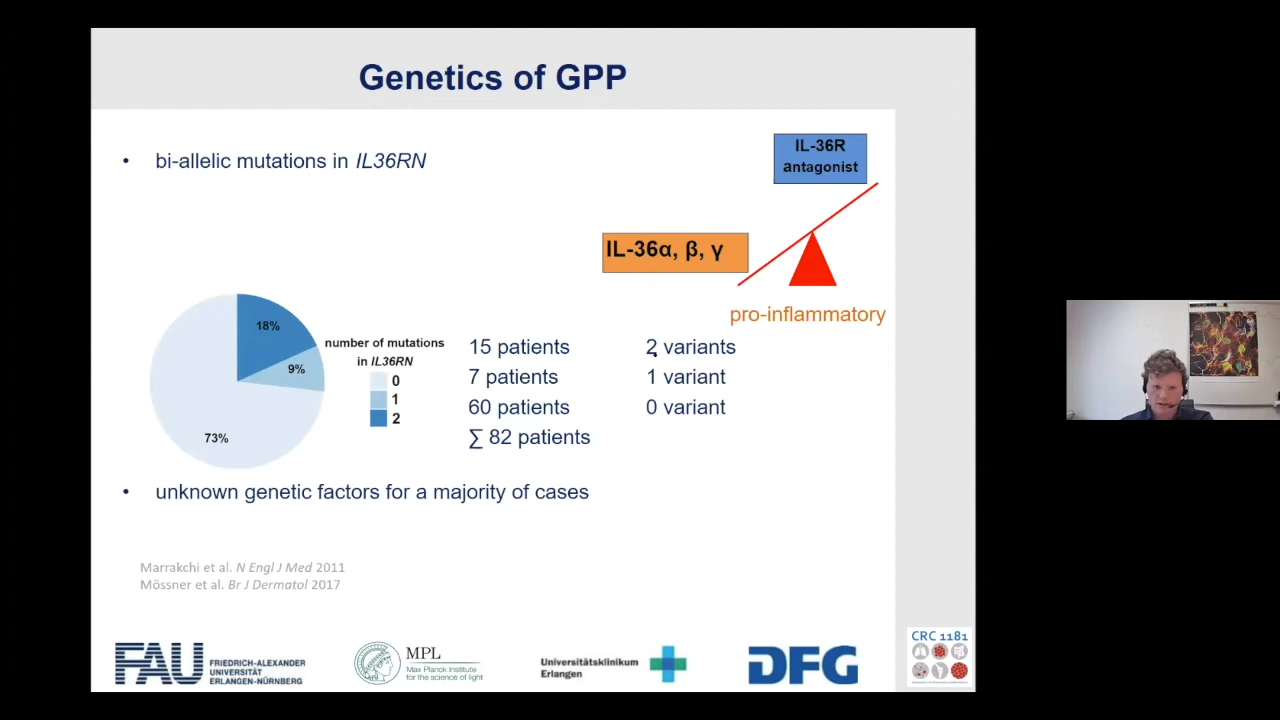 Genetics of GPP
• bi-allelic mutations in IL36RN
IL-36R
antagonist
IL-36α, β, γ
pro-inflammatory
18%
9%
73%
number of mutations
in IL36RN
0
1
2
15 patients 2 variants
7 patients 1 variant
60 patients 0 variant
∑ 82 patients
• unknown genetic factors for a majority of cases
Marrakchi et al. N Engl J Med 2011
Mössner et al. Br J Dermatol 2017
FAU
FRIEDRICH-ALEXANDER
UNIVERSITÄT
ERLANGEN-NÜRNBERG
MPL
Max Planck Institute
for the science of light
Universitätsklinikum
Erlangen
DFG
CRC 1181